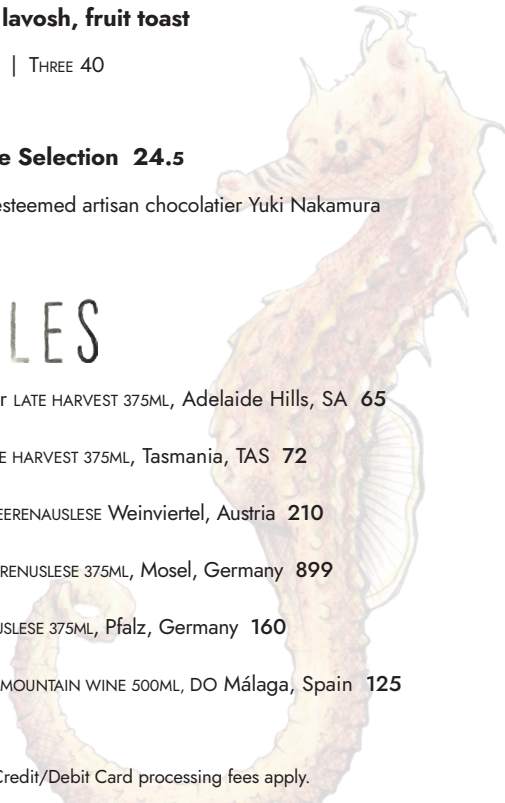 lavosh, fruit toast
| Three 40
e Selection 24.5
esteemed artisan chocolatier Yuki Nakamura
LES
r LATE HARVEST 375ML, Adelaide Hills, SA 65
E HARVEST 375ML, Tasmania, TAS 72
EERENAUSLESE Weinviertel, Austria 210
RENUSLESE 375ML, Mosel, Germany 899
USLESE 375ML, Pfalz, Germany 160
MOUNTAIN WINE 500ML, DO Málaga, Spain 125
Credit/Debit Card processing fees apply.